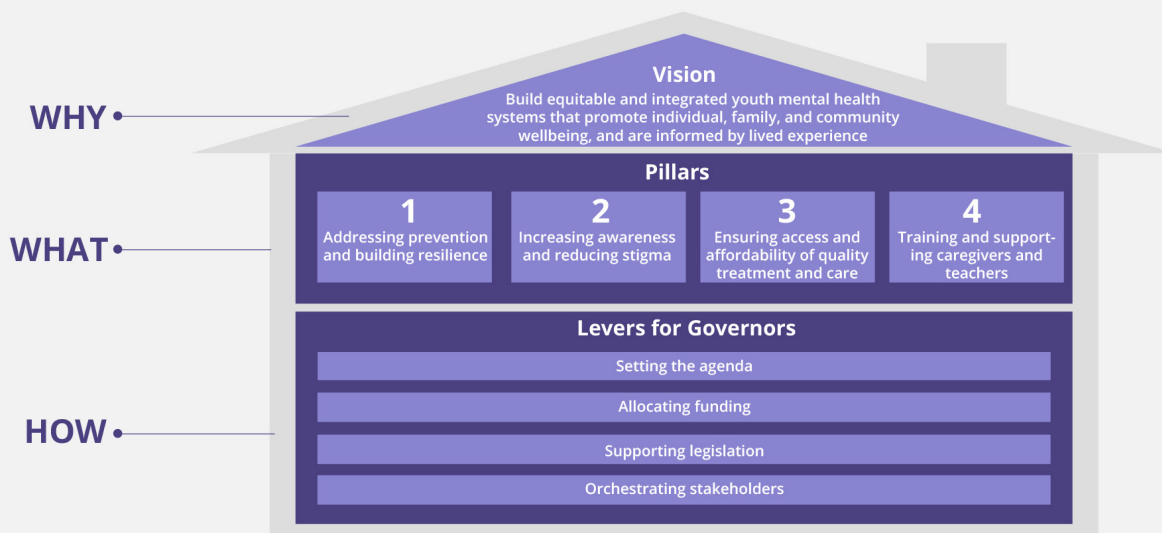 WHY
Vision
Build equitable and integrated youth mental health
systems that promote individual, family, and community
wellbeing, and are informed by lived experience
WHAT
Pillars
1
Addressing prevention
and building resilience
2
Increasing awareness
and reducing stigma
3
Ensuring access and
affordability of quality
treatment and care
4
Training and support-
ing caregivers and
teachers
HOW
Levers for Governors
Setting the agenda
Allocating funding
Supporting legislation
Orchestrating stakeholders